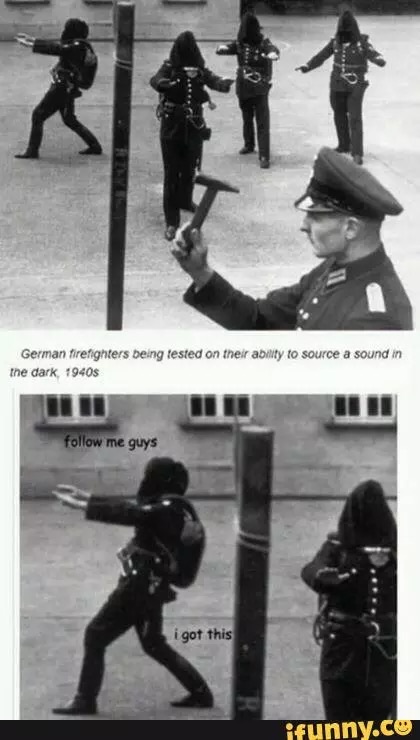 German firefighters being tested on their ability to source a sound in
the dark, 1940s
follow me guys
i got this
ifunny.co